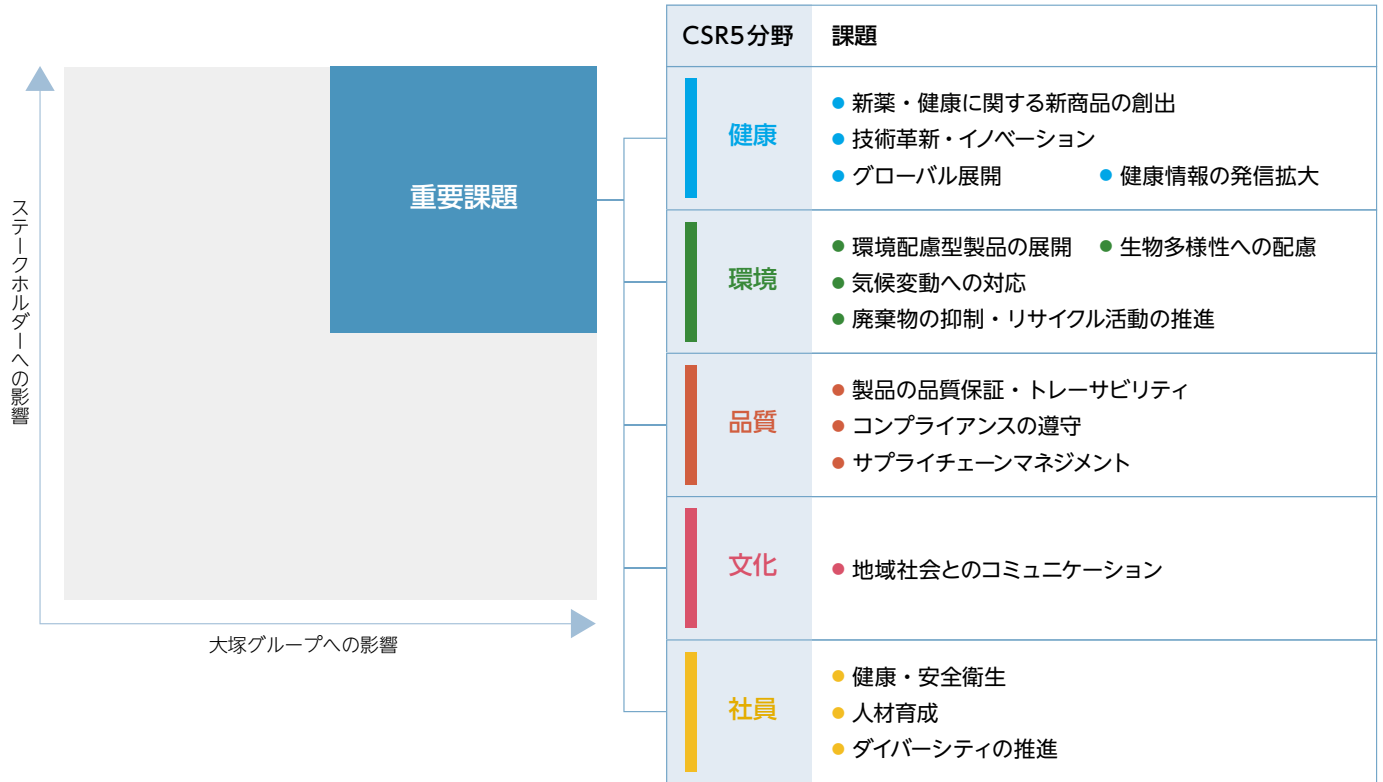 ステークホルダーへの影響
重要課題
大塚グループへの影響
CSR5分野 課題
健康
● 新薬・健康に関する新商品の創出
● 技術革新・イノベーション
● グローバル展開 ● 健康情報の発信拡大
環境
● 環境配慮型製品の展開 ● 生物多様性への配慮
● 気候変動への対応
● 廃棄物の抑制・リサイクル活動の推進
品質
● 製品の品質保証・トレーサビリティ
● コンプライアンスの遵守
● サプライチェーンマネジメント
文化
● 地域社会とのコミュニケーション
社員
● 健康・安全衛生
● 人材育成
● ダイバーシティの推進